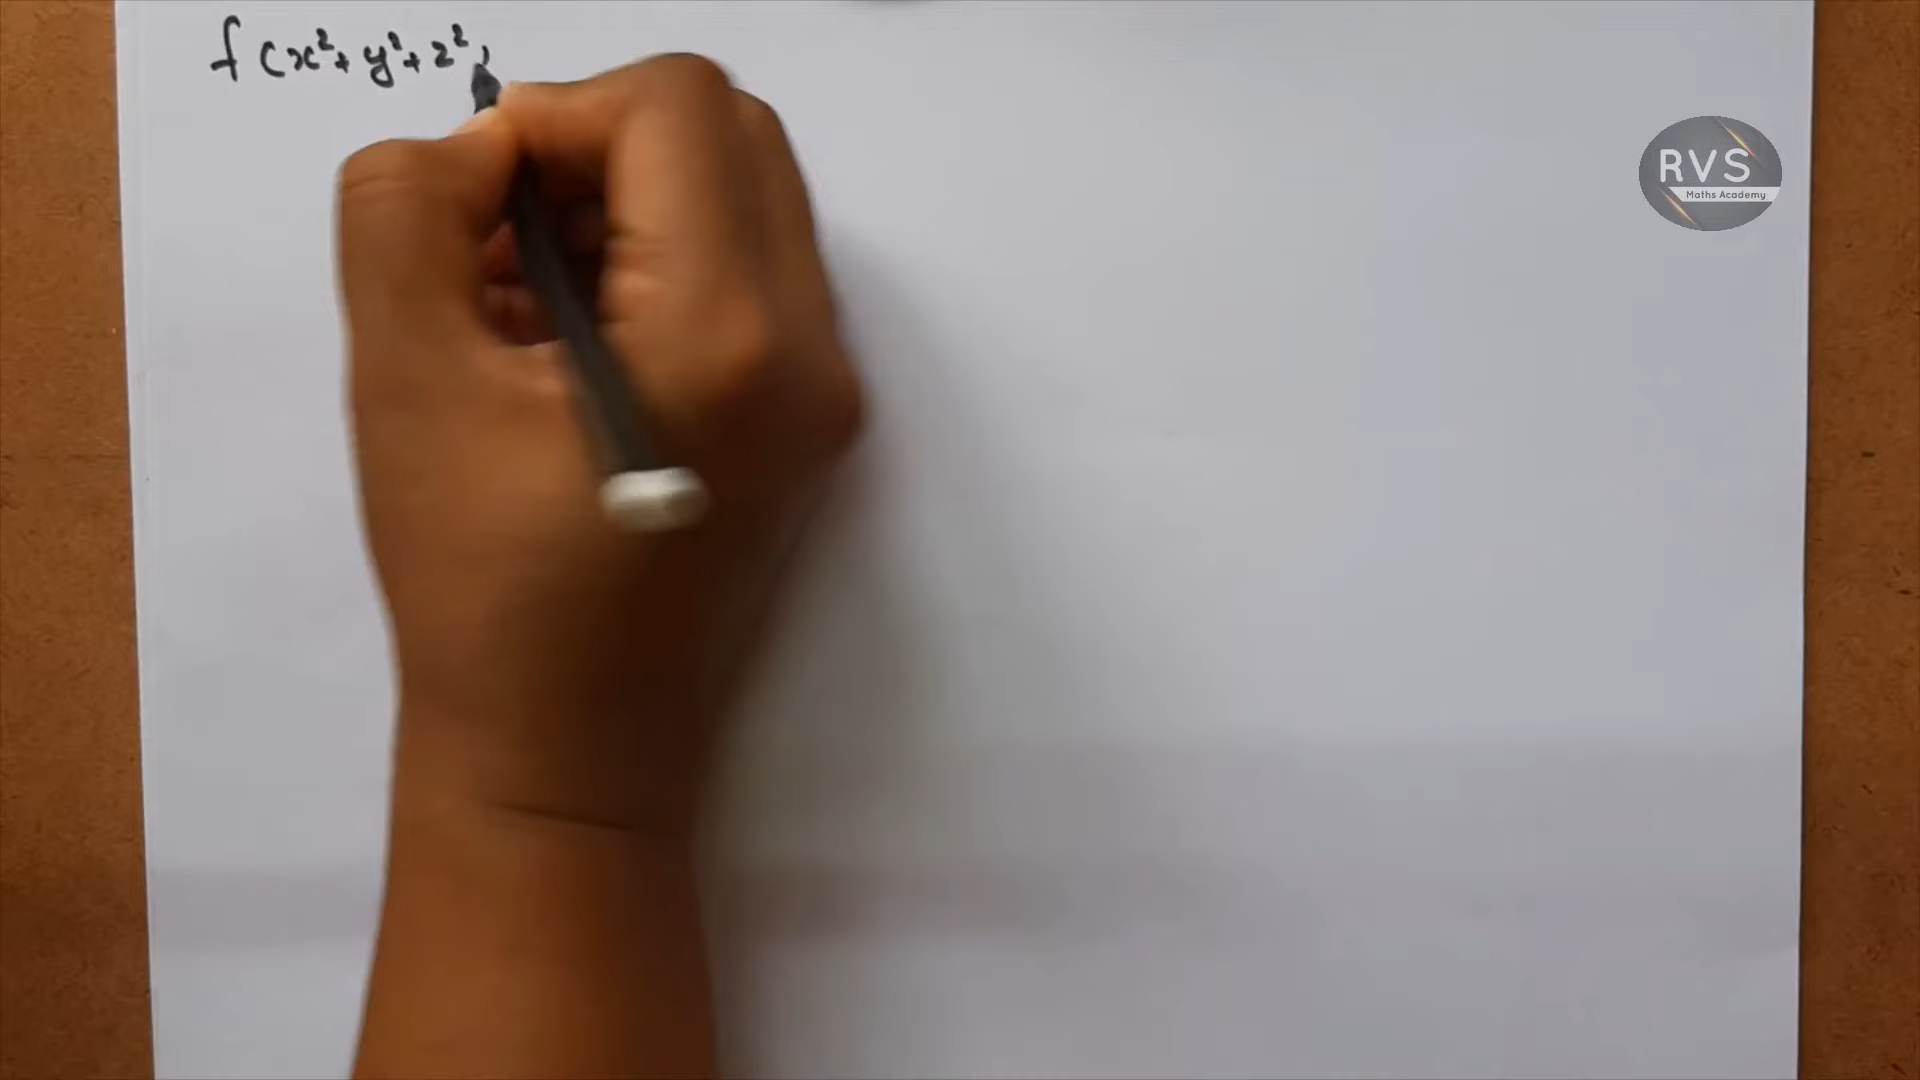 f (x²+ y²+ z²,
RVS
Maths Academy